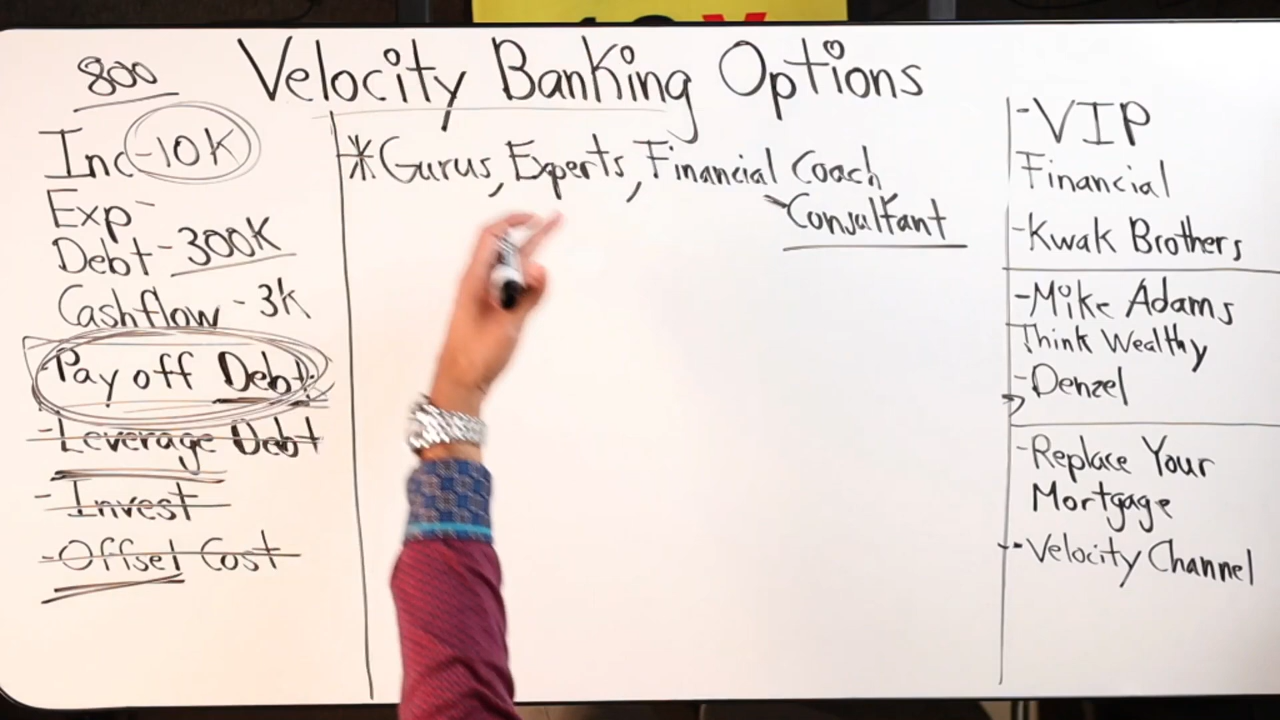 Velocity Banking Options
800
Inc-10K
Exp-
Debt-300K
Cashflow-3K
-Pay off Debt
-Leverage Debt
-Invest
-Offset Cost
*Gurus, Experts, Financial Coach
Consultant
-VIP
Financial
-Kwak Brothers
-Mike Adams
Think Wealthy
-Denzel
-Replace Your
Mortgage
-Velocity Channel